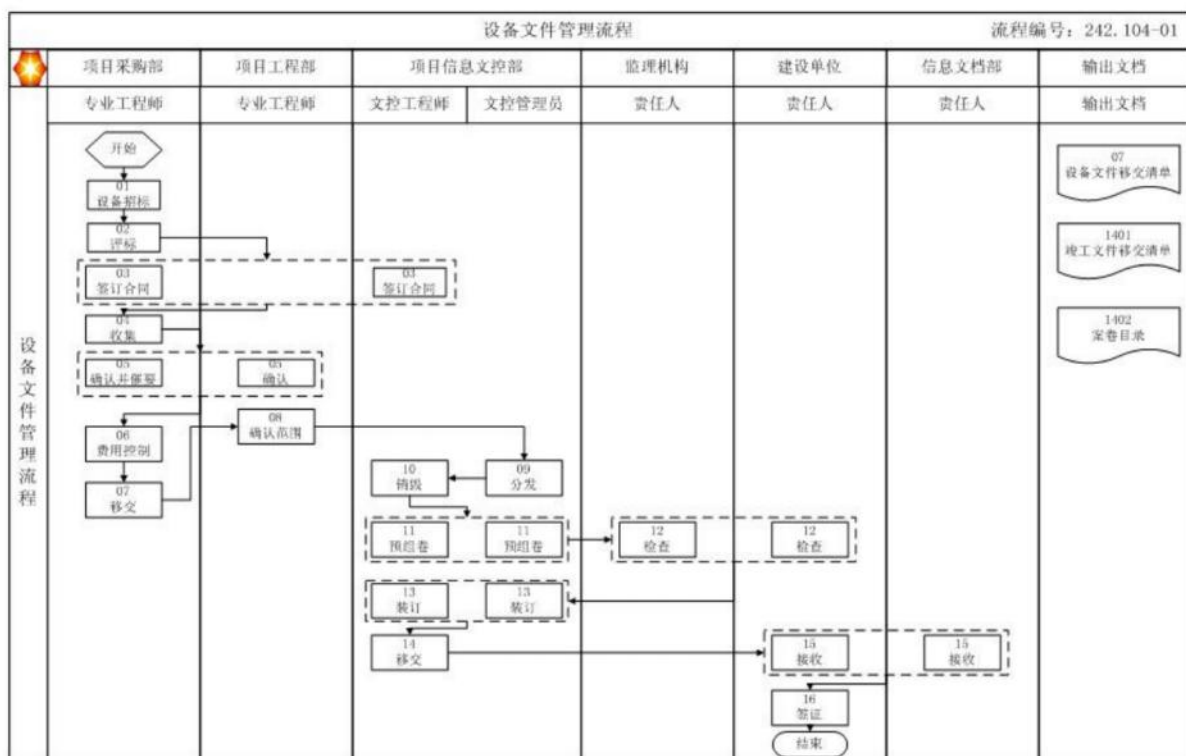 设备文件管理流程
流程编号: 242.104-01
项目采购部
项目工程部
项目信息文控部
监理机构
建设单位
信息文档部
输出文档
专业工程师
专业工程师
文控工程师
文控管理员
责任人
责任人
责任人
输出文档
设备文件管理流程
开始
01
设备招标
02
评标
03
签订合同
03
签订合同
04
收集
05
确认并催要
05
确认
06
费用控制
07
移交
08
确认范围
09
分发
10
销毁
11
预组卷
11
预组卷
12
检查
12
检查
13
装订
13
装订
14
移交
15
接收
15
接收
16
签证
结束
07
设备文件移交清单
1401
竣工文件移交清单
1402
案卷目录